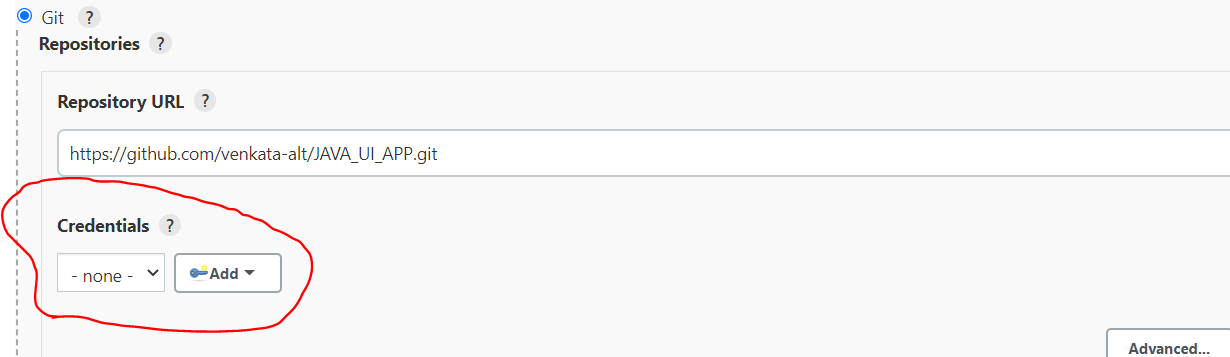 Git ?
Repositories ?
Repository URL ?
https://github.com/venkata-alt/JAVA_UI_APP.git
Credentials ?
- none - Add
Advanced...